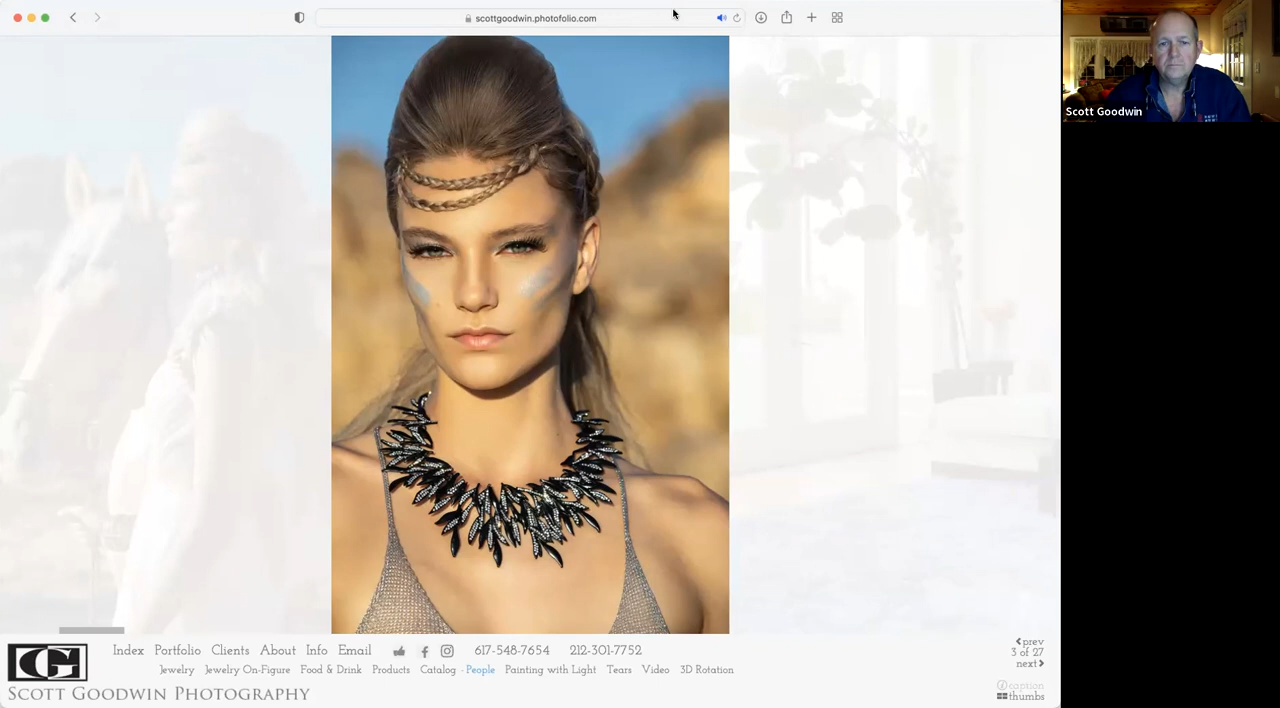 scottgoodwin.photofolio.com
Scott Goodwin
Index Portfolio Clients About Info Email 617-548-7654 212-301-7752
Jewelry Jewelry On-Figure Food & Drink Products Catalog People Painting with Light Tears Video 3D Rotation
SCOTT GOODWIN PHOTOGRAPHY
prev
3 of 27
next
caption
thumbs